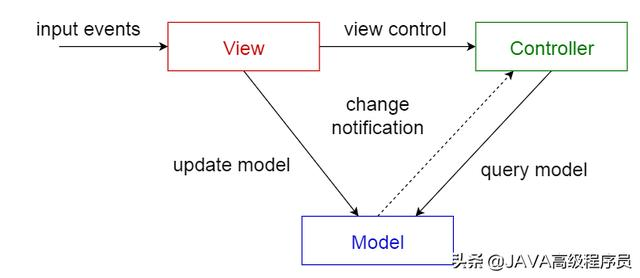 input events
View
view control
Controller
change
notification
update model
query model
Model
头条 @JAVA高级程序员